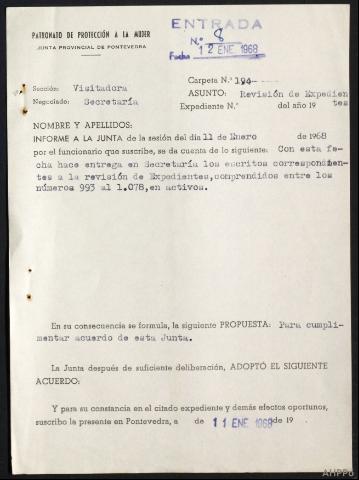 PATRONATO DE PROTECCIÓN A LA MUJER
JUNTA PROVINCIAL DE PONTEVEDRA
ENTRADA
N.º 8
Fecha 12 ENE 1968
Sección: Visitadora
Negociado: Secretaría
Carpeta N.º 194
ASUNTO: Revisión de Expedien
Expediente N.º del año 19 tes
NOMBRE Y APELLIDOS:
INFORME A LA JUNTA de la sesión del día 11 de Enero de 1968
por el funcionario que suscribe, se da cuenta de lo siguiente: Con esta fe-
cha hace entrega en Secretaría los escritos correspondien-
tes a la revisión de Expedientes, comprendidos entre los
números 993 al 1.078, en activos.
En su consecuencia se formula, la siguiente PROPUESTA: Para cumpli-
mentar acuerdo de esta Junta.
La Junta después de suficiente deliberación, ADOPTÓ EL SIGUIENTE
ACUERDO:
Y para su constancia en el citado expediente y demás efectos oportunos,
suscribo la presente en Pontevedra, a de 11 ENE 1968 de 19
AHPPo